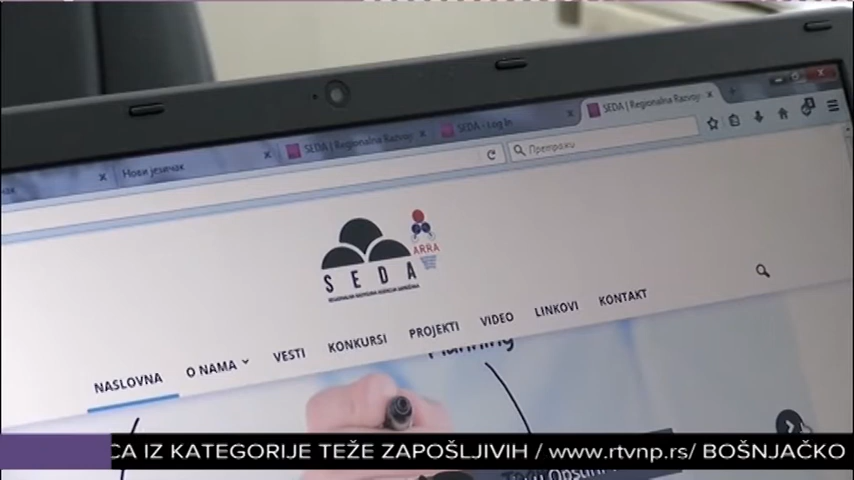 Нови језичак
SEDA | Regionalna Razvoj
SEDA - Log In
SEDA | Regionalna Razvoj
Претражи
ARRA
SEDA
NASLOVNA
O NAMA
VESTI
KONKURSI
PROJEKTI
VIDEO
LINKOVI
KONTAKT
Planning
CA IZ KATEGORIJE TEŽE ZAPOŠLJIVIH / www.rtvnp.rs/ BOŠNJAČKO